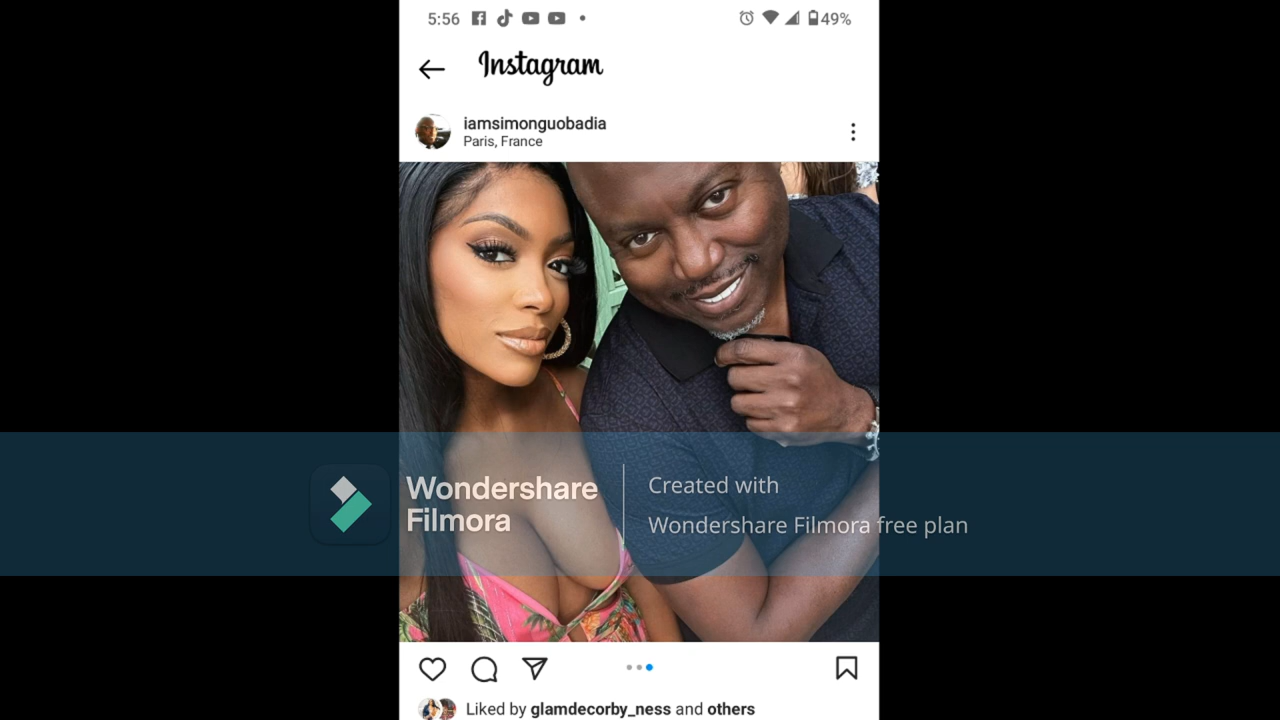 5:56
49%
Instagram
iamsimonguobadia
Paris, France
Wondershare
Filmora
Created with
Wondershare Filmora free plan
Liked by glamdecorby_ness and others